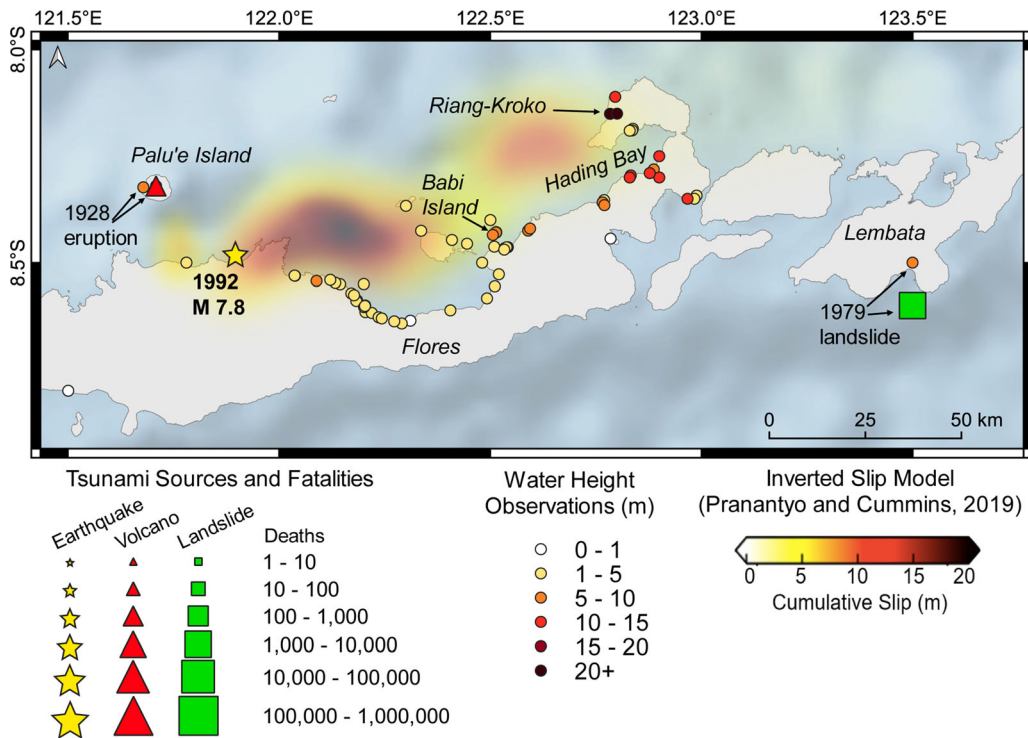 121.5°E 122.0°E 122.5°E 123.0°E 123.5°E
8.0°S
8.5°S
Riang-Kroko
Palu'e Island
Hading Bay
Babi
Island
1928
eruption
Lembata
1992
M 7.8
1979
landslide
Flores
0 25 50 km
Tsunami Sources and Fatalities
Earthquake Volcano Landslide Deaths
1 - 10
10 - 100
100 - 1,000
1,000 - 10,000
10,000 - 100,000
100,000 - 1,000,000
Water Height
Observations (m)
0 - 1
1 - 5
5 - 10
10 - 15
15 - 20
20+
Inverted Slip Model
(Pranantyo and Cummins, 2019)
0 5 10 15 20
Cumulative Slip (m)